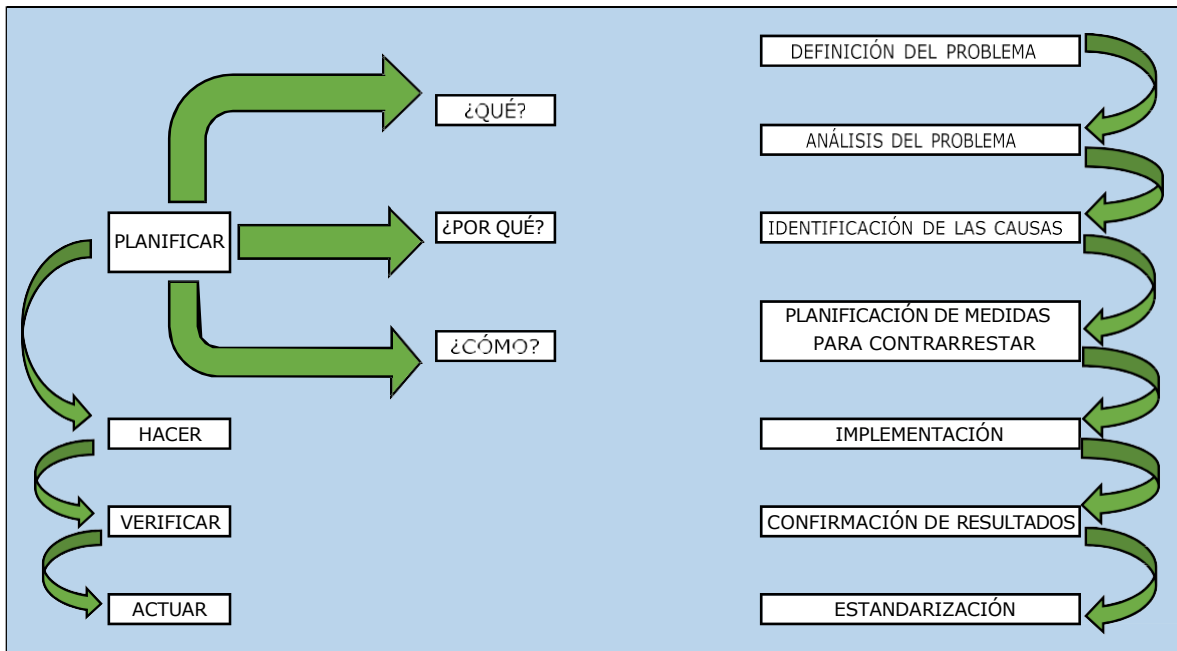 DEFINICIÓN DEL PROBLEMA
¿QUÉ?
ANÁLISIS DEL PROBLEMA
PLANIFICAR
¿POR QUÉ?
IDENTIFICACIÓN DE LAS CAUSAS
¿CÓMO?
PLANIFICACIÓN DE MEDIDAS
PARA CONTRARRESTAR
HACER
IMPLEMENTACIÓN
VERIFICAR
CONFIRMACIÓN DE RESULTADOS
ACTUAR
ESTANDARIZACIÓN